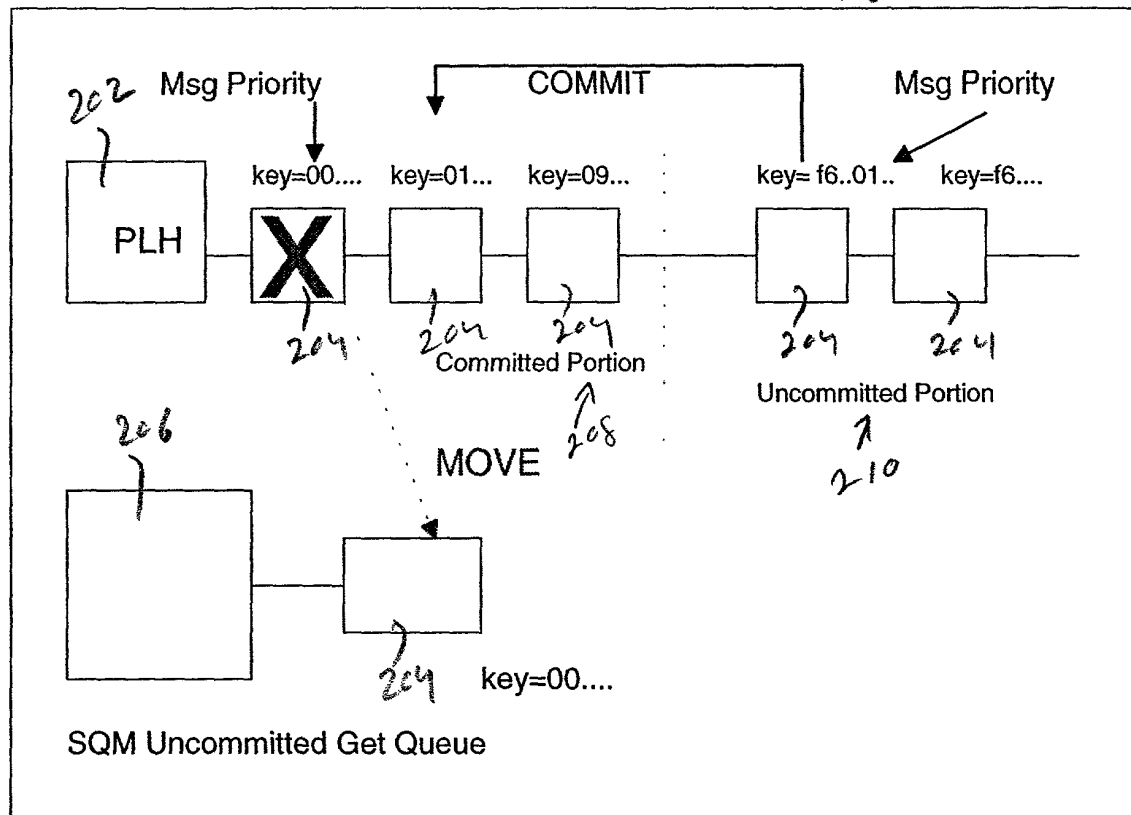 Msg Priority COMMIT Msg Priority
202
key=00.... key=01... key=09... key= f6..01.. key=f6....
PLH X
204 204 204 204 204
Committed Portion
Uncommitted Portion
208
206
MOVE
210
204 key=00....
SQM Uncommitted Get Queue